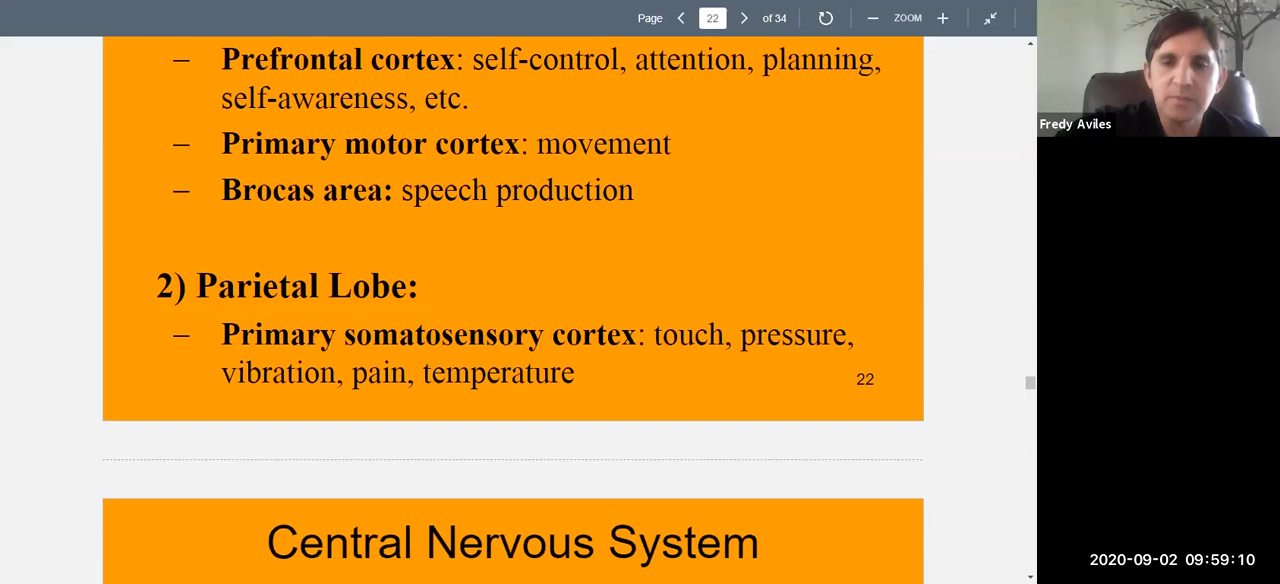 Page 22 of 34 ZOOM
– Prefrontal cortex: self-control, attention, planning,
self-awareness, etc.
– Primary motor cortex: movement
– Brocas area: speech production
2) Parietal Lobe:
– Primary somatosensory cortex: touch, pressure,
vibration, pain, temperature
22
Central Nervous System
Fredy Aviles
2020-09-02 09:59:10